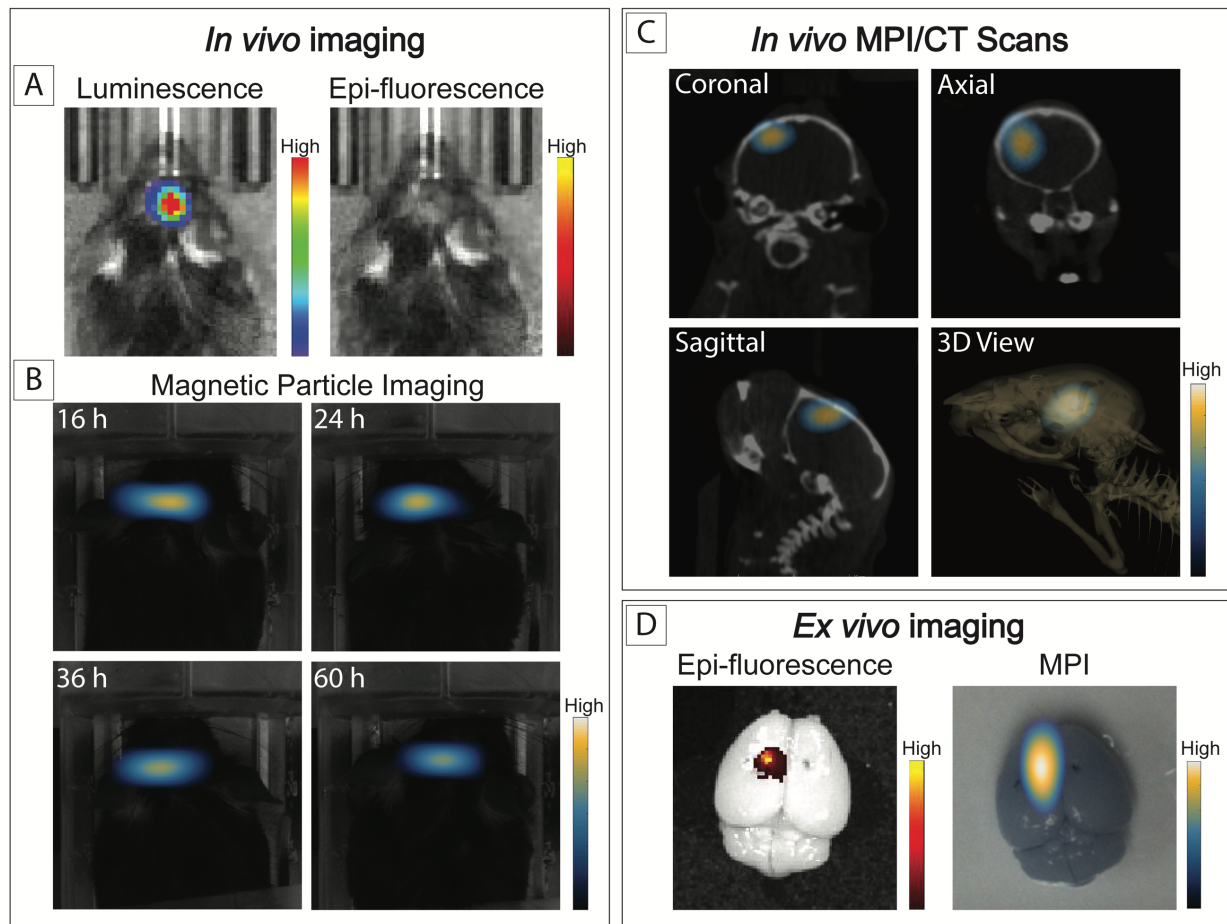 In vivo imaging
A
Luminescence
Epi-fluorescence
High
High
B
Magnetic Particle Imaging
16 h
24 h
36 h
60 h
High
C
In vivo MPI/CT Scans
Coronal
Axial
Sagittal
3D View
High
D
Ex vivo imaging
Epi-fluorescence
MPI
High
High